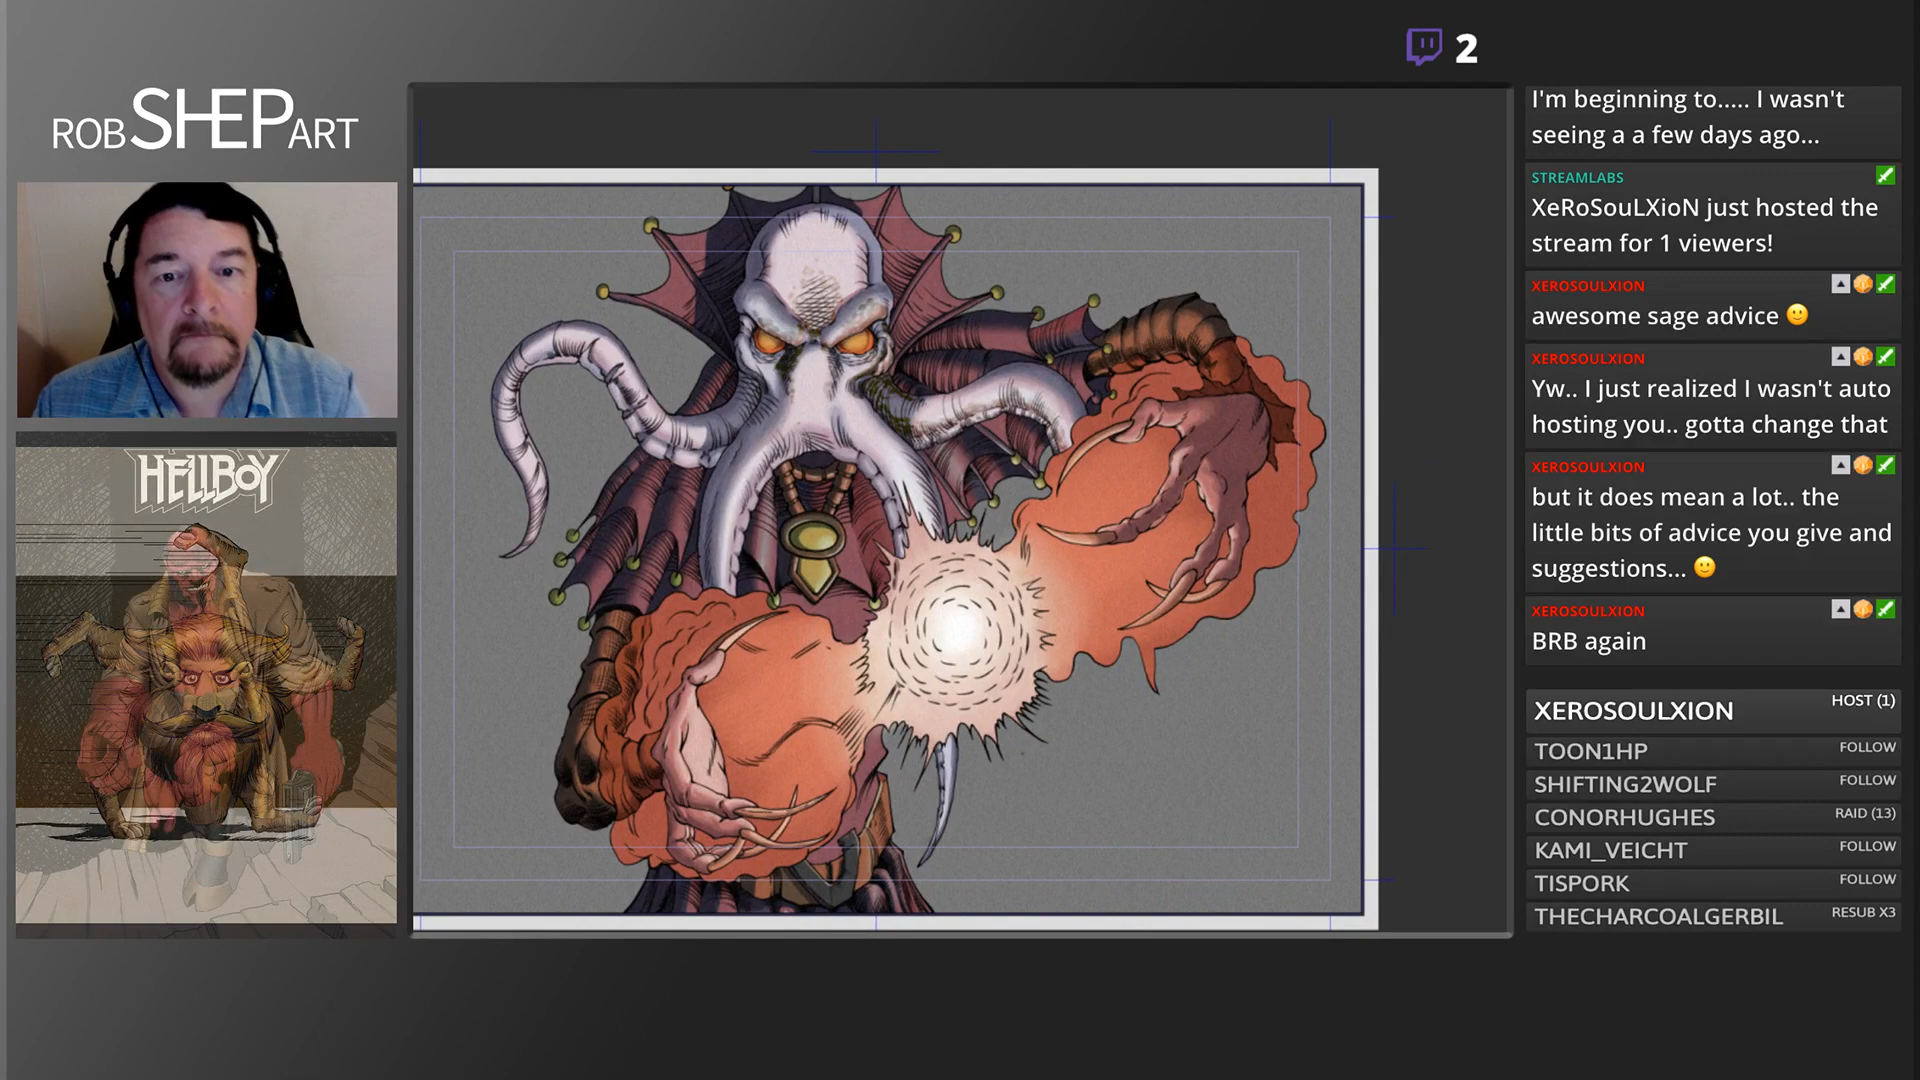 2
ROBSHEPART
HELLBOY
I'm beginning to..... I wasn't
seeing a a few days ago...
STREAMLABS
XeRoSouLXioN just hosted the
stream for 1 viewers!
XEROSOULXION
awesome sage advice
XEROSOULXION
Yw.. I just realized I wasn't auto
hosting you.. gotta change that
XEROSOULXION
but it does mean a lot.. the
little bits of advice you give and
suggestions...
XEROSOULXION
BRB again
XEROSOULXION HOST (1)
TOON1HP FOLLOW
SHIFTING2WOLF FOLLOW
CONORHUGHES RAID (13)
KAMI_VEICHT FOLLOW
TISPORK FOLLOW
THECHARCOALGERBIL RESUB X3